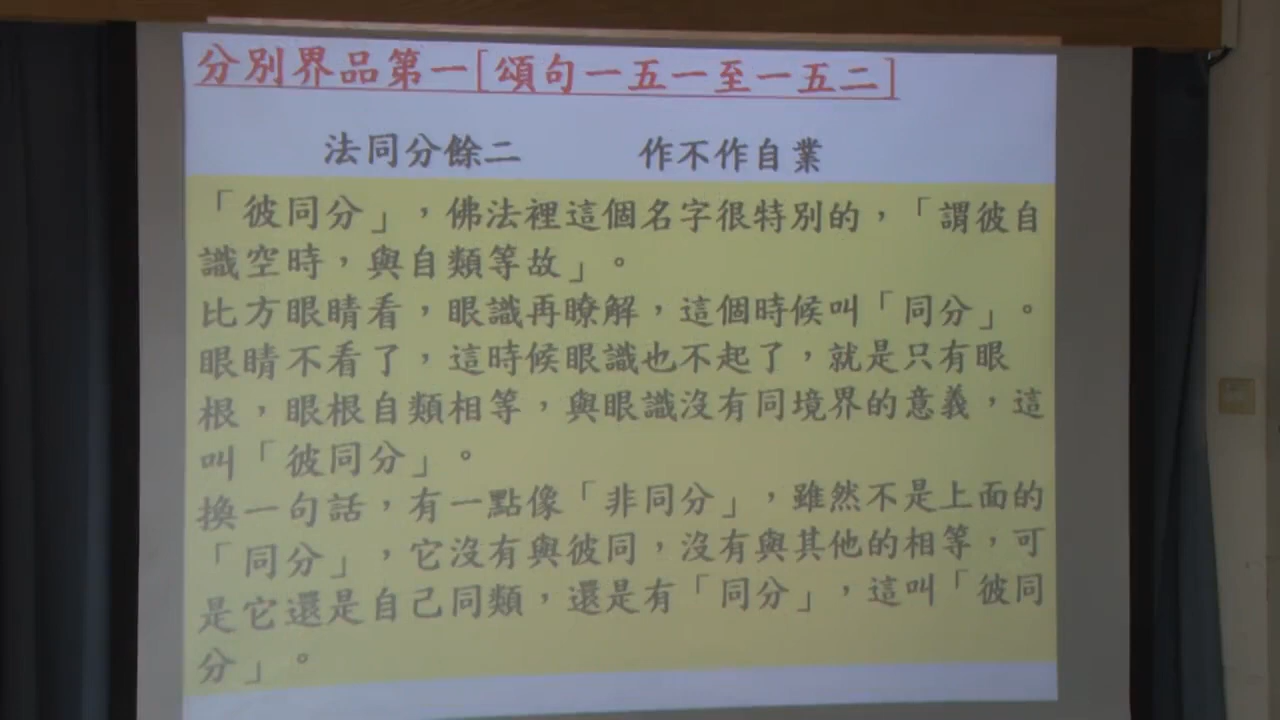 分別界品第一[頌句一五一至一五二]
法同分餘二 作不作自業
「彼同分」，佛法裡這個名字很特別的，「謂彼自
識空時，與自類等故」。
比方眼睛看，眼識再瞭解，這個時候叫「同分」。
眼睛不看了，這時候眼識也不起了，就是只有眼
根，眼根自類相等，與眼識沒有同境界的意義，這
叫「彼同分」。
換一句話，有一點像「非同分」，雖然不是上面的
「同分」，它沒有與彼同，沒有與其他的相等，可
是它還是自己同類，還是有「同分」，這叫「彼同
分」。